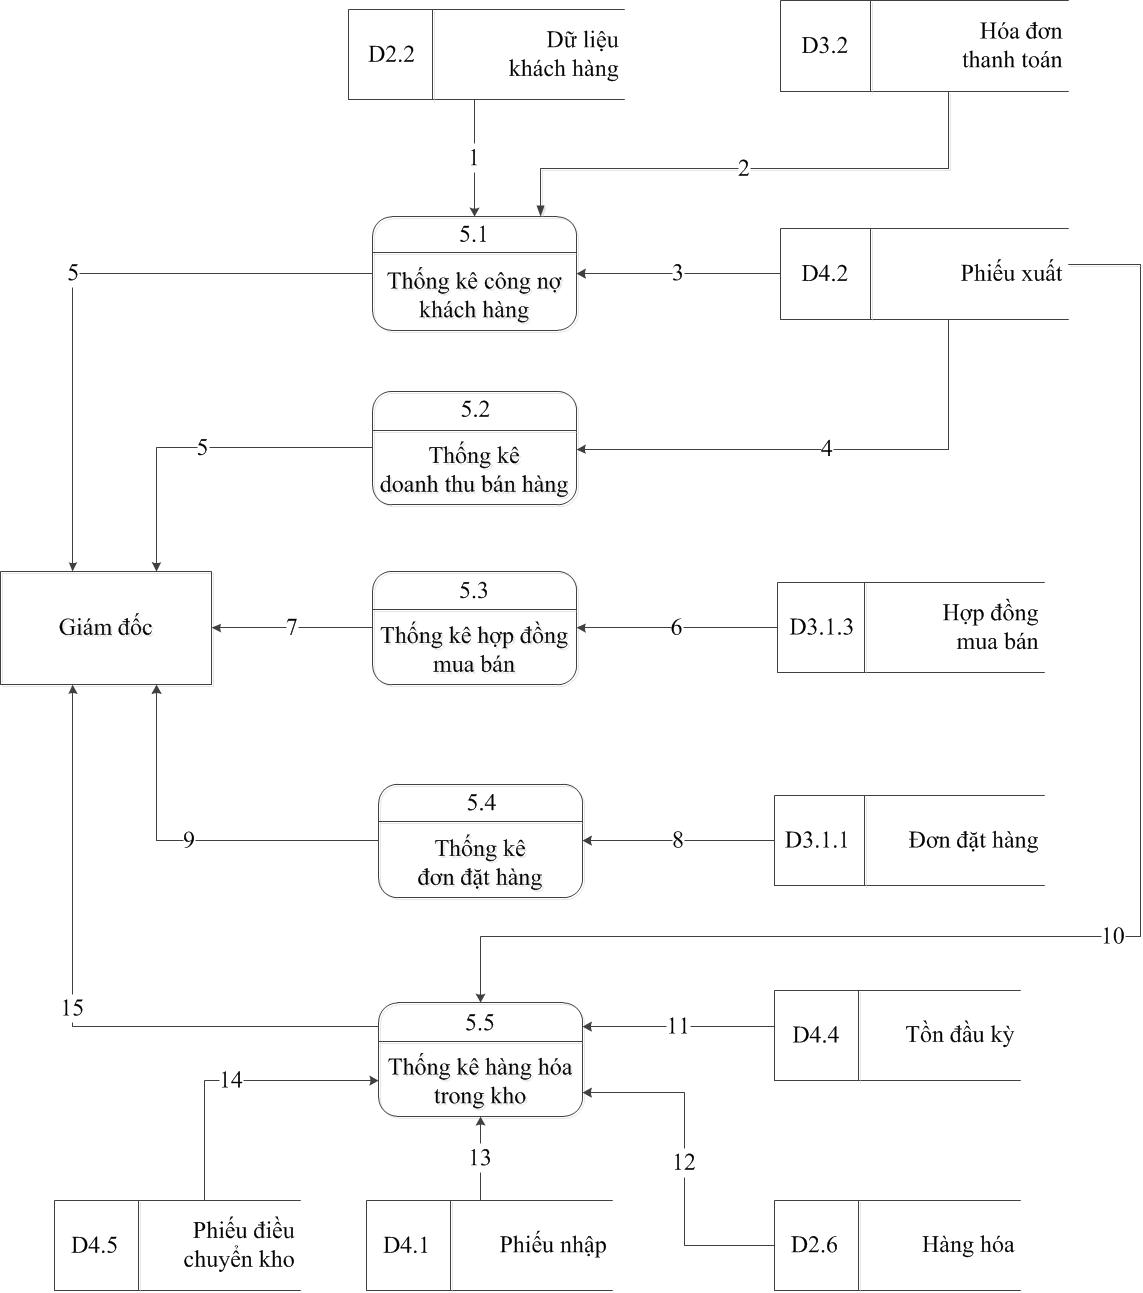 D2.2
Dữ liệu
khách hàng
D3.2
Hóa đơn
thanh toán
1
2
5.1
Thống kê công nợ
khách hàng
5
3
D4.2
Phiếu xuất
5.2
Thống kê
doanh thu bán hàng
5
4
Giám đốc
7
5.3
Thống kê hợp đồng
mua bán
6
D3.1.3
Hợp đồng
mua bán
9
5.4
Thống kê
đơn đặt hàng
8
D3.1.1
Đơn đặt hàng
10
15
5.5
Thống kê hàng hóa
trong kho
11
D4.4
Tồn đầu kỳ
14
13
12
D4.5
Phiếu điều
chuyển kho
D4.1
Phiếu nhập
D2.6
Hàng hóa